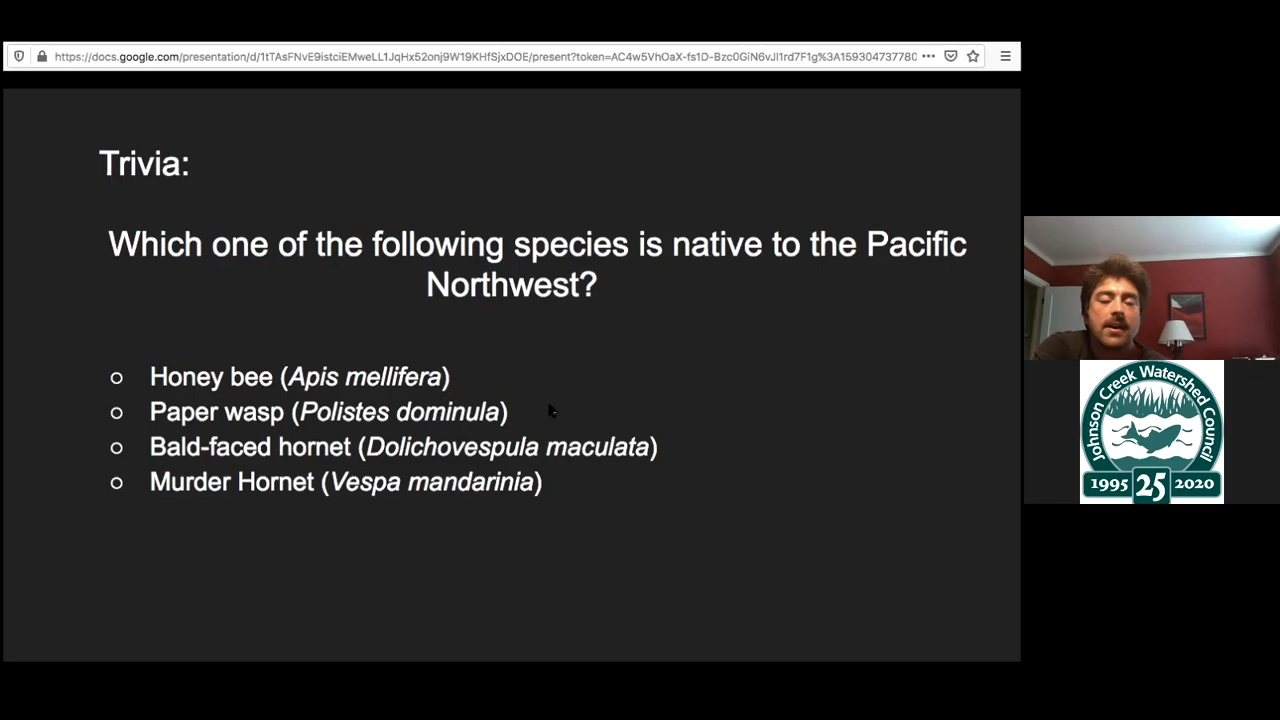 https://docs.google.com/presentation/d/1tTAsFNvE9istciEMweLL1JqHx52onj9W19KHfSjxDOE/present?token=AC4w5VhOaX-fs1D-Bzc0GiN6vJl1rd7F1g%3A159304737780
Trivia:
Which one of the following species is native to the Pacific
Northwest?
Honey bee (Apis mellifera)
Paper wasp (Polistes dominula)
Bald-faced hornet (Dolichovespula maculata)
Murder Hornet (Vespa mandarinia)
Johnson Creek Watershed Council
1995 25 2020